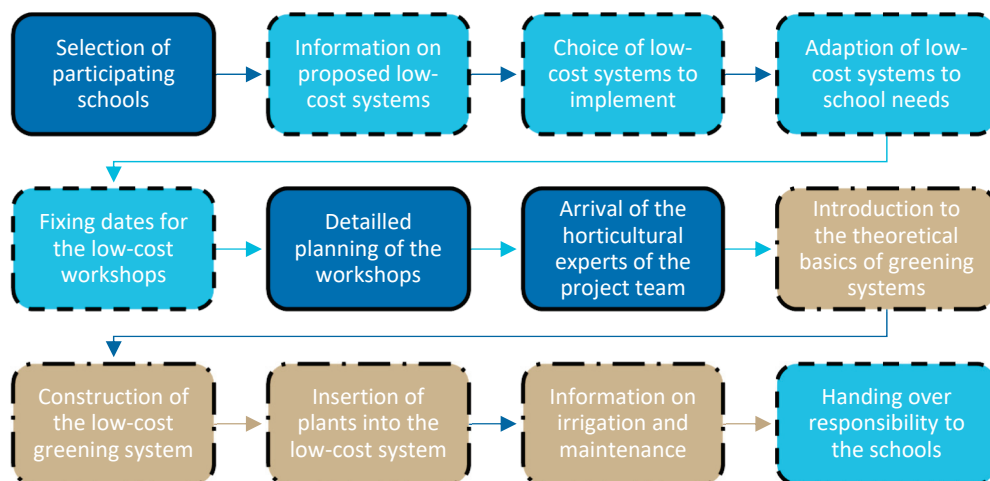 Selection of
participating
schools
Information on
proposed low-
cost systems
Choice of low-
cost systems to
implement
Adaption of low-
cost systems to
school needs
Fixing dates for
the low-cost
workshops
Detailled
planning of the
workshops
Arrival of the
horticultural
experts of the
project team
Introduction to
the theoretical
basics of greening
systems
Construction of
the low-cost
greening system
Insertion of
plants into the
low-cost system
Information on
irrigation and
maintenance
Handing over
responsibility to
the schools